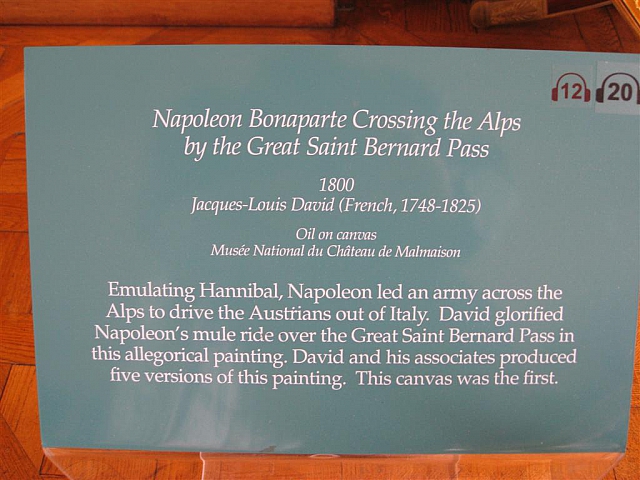 12 20
Napoleon Bonaparte Crossing the Alps
by the Great Saint Bernard Pass
1800
Jacques-Louis David (French, 1748-1825)
Oil on canvas
Musée National du Château de Malmaison
Emulating Hannibal, Napoleon led an army across the
Alps to drive the Austrians out of Italy.  David glorified
Napoleon's mule ride over the Great Saint Bernard Pass in
this allegorical painting. David and his associates produced
five versions of this painting.  This canvas was the first.